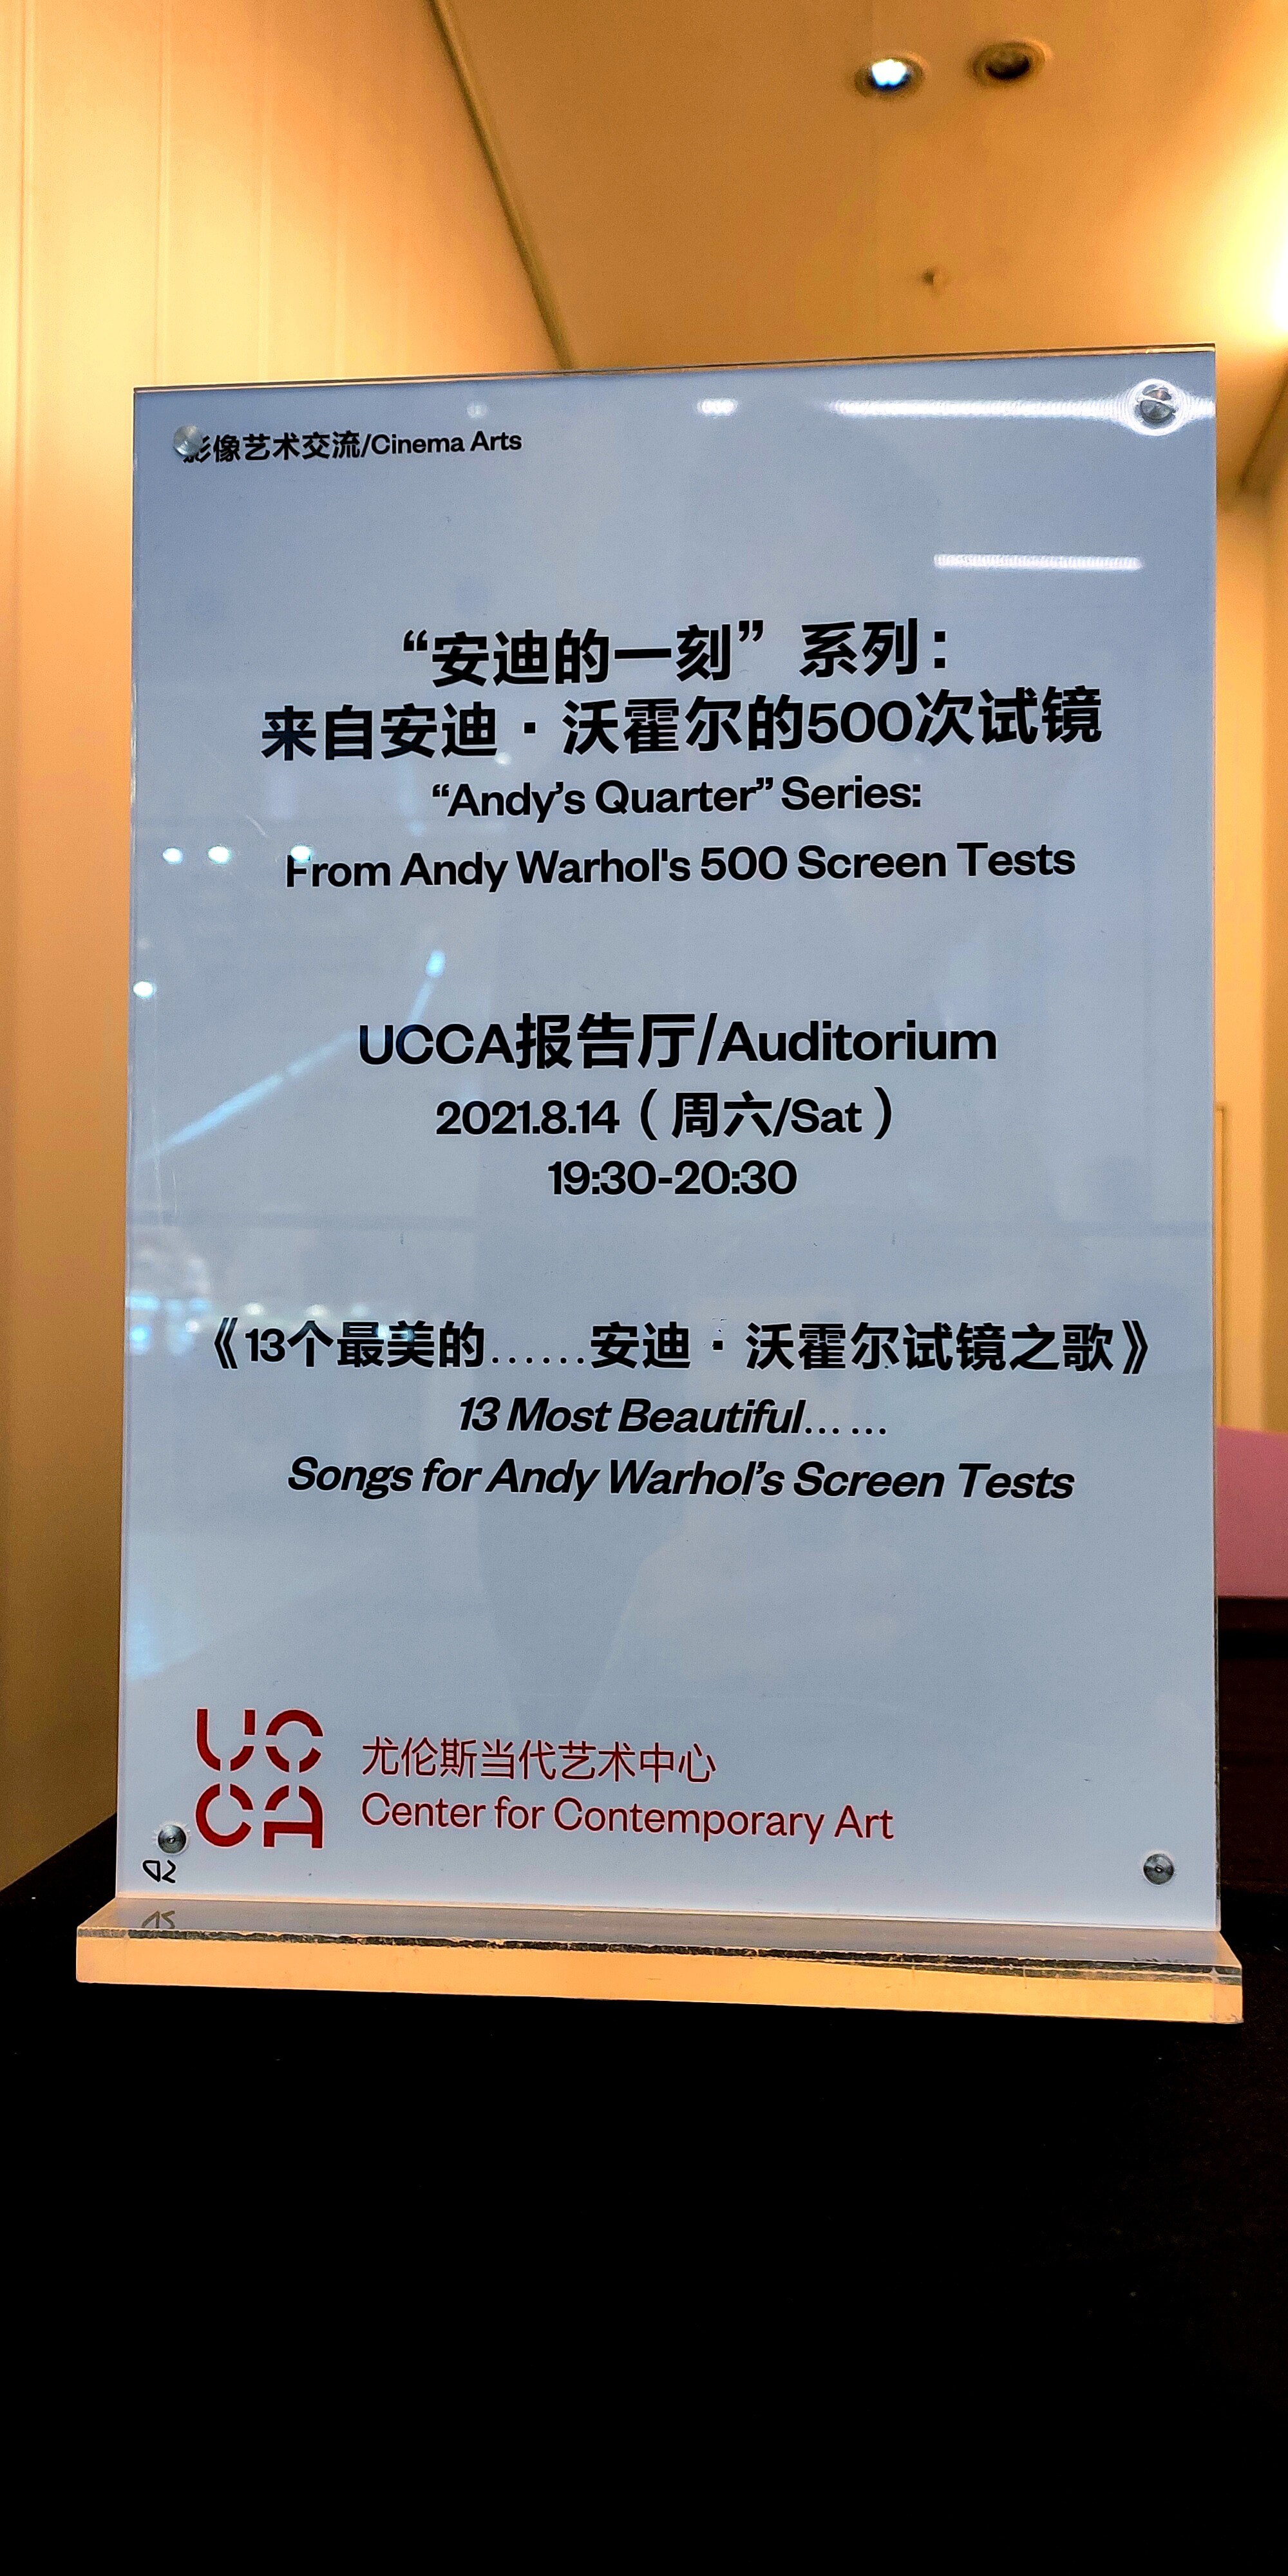 影像艺术交流/Cinema Arts
“安迪的一刻”系列：
来自安迪·沃霍尔的500次试镜
“Andy’s Quarter” Series:
From Andy Warhol's 500 Screen Tests
UCCA报告厅/Auditorium
2021.8.14（周六/Sat）
19:30-20:30
《13个最美的……安迪·沃霍尔试镜之歌》
13 Most Beautiful... ...
Songs for Andy Warhol’s Screen Tests
UC
CA
尤伦斯当代艺术中心
Center for Contemporary Art